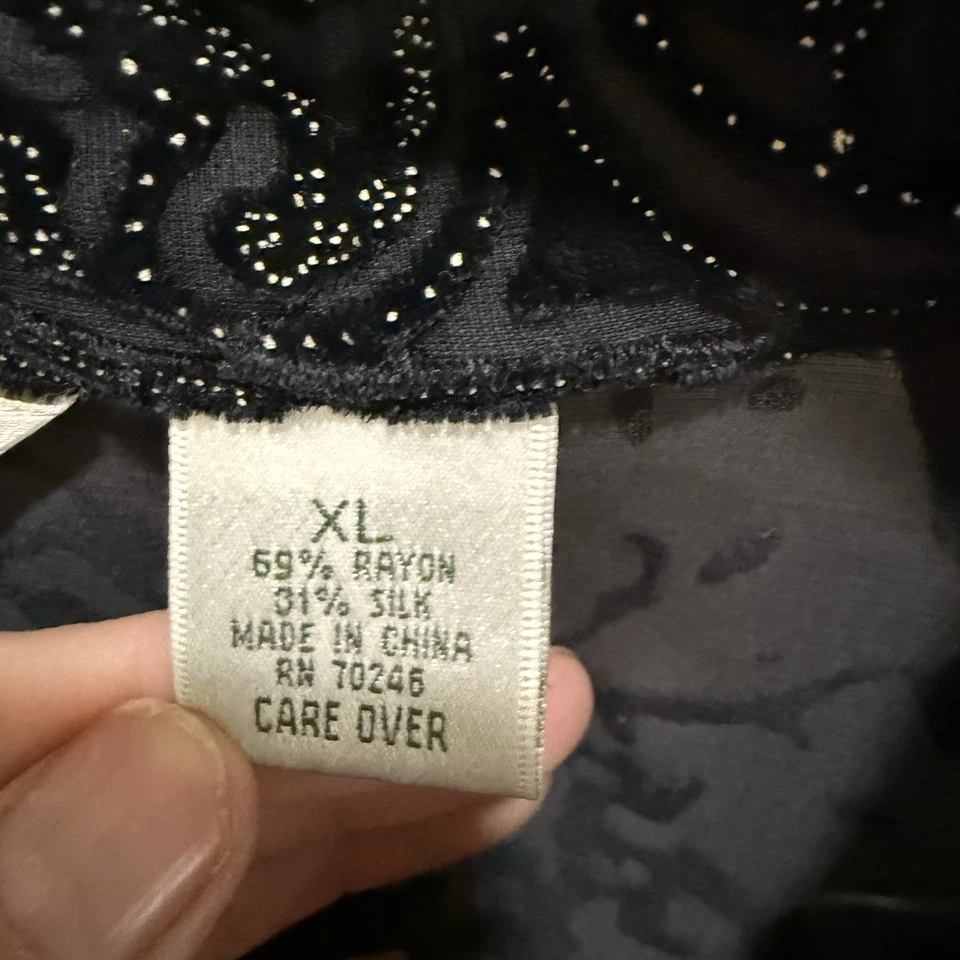 XL
69% RAYON
31% SILK
MADE IN CHINA
RN 70246
CARE OVER